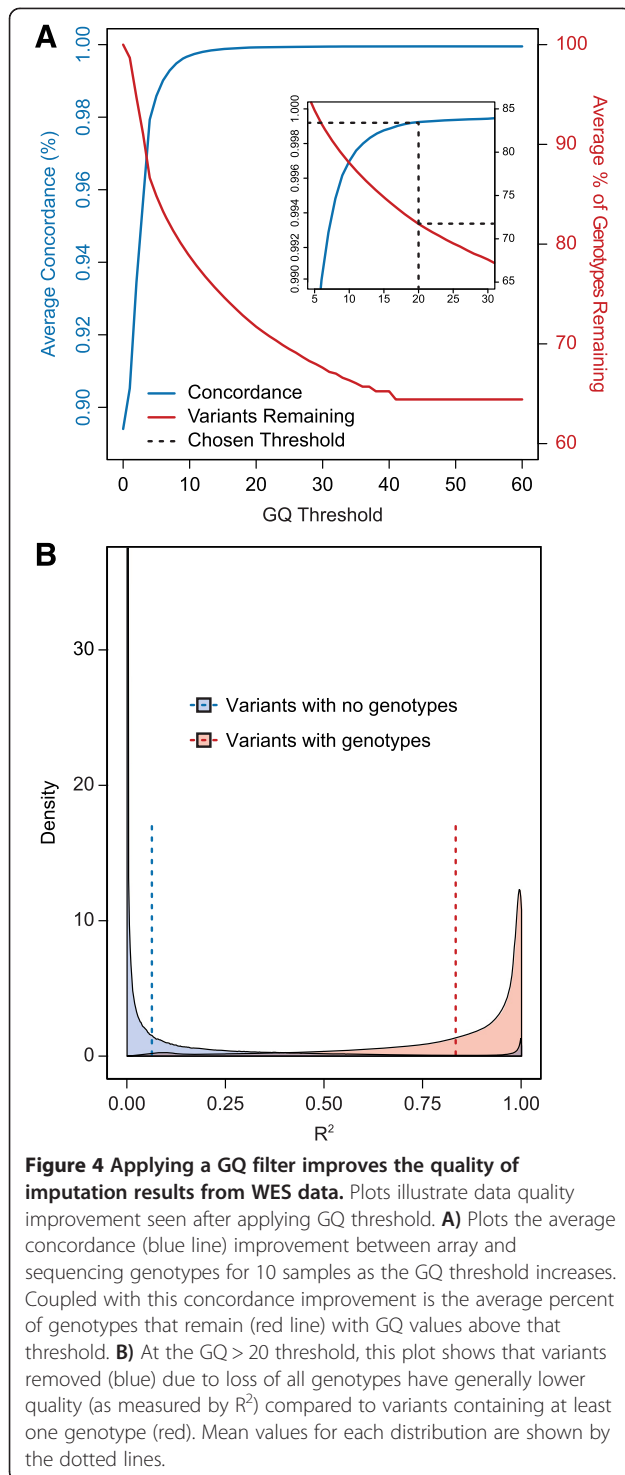 A
1.00
0.98
0.96
0.94
0.92
0.90
Average Concordance (%)
100
90
80
70
60
Average % of Genotypes Remaining
1.000
0.998
0.996
0.994
0.992
0.990
84
80
75
70
65
5 10 15 20 25 30
Concordance
Variants Remaining
Chosen Threshold
0 10 20 30 40 50 60
GQ Threshold
B
30
20
10
0
Density
Variants with no genotypes
Variants with genotypes
0.00 0.25 0.50 0.75 1.00
R²
Figure 4 Applying a GQ filter improves the quality of
imputation results from WES data. Plots illustrate data quality
improvement seen after applying GQ threshold. A) Plots the average
concordance (blue line) improvement between array and
sequencing genotypes for 10 samples as the GQ threshold increases.
Coupled with this concordance improvement is the average percent
of genotypes that remain (red line) with GQ values above that
threshold. B) At the GQ > 20 threshold, this plot shows that variants
removed (blue) due to loss of all genotypes have generally lower
quality (as measured by R²) compared to variants containing at least
one genotype (red). Mean values for each distribution are shown by
the dotted lines.